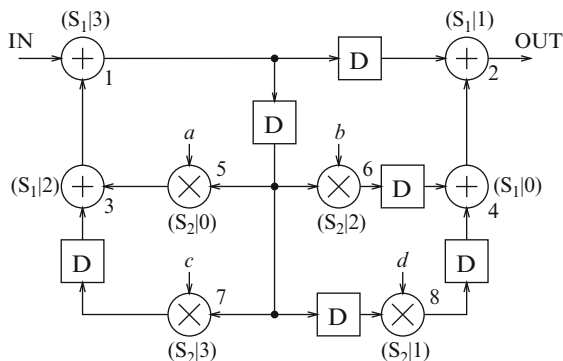 (S₁|3) (S₁|1)
IN OUT
D
1 2
D
a b
(S₁|2) 5 6 D (S₁|0)
3 4
(S₂|0) (S₂|2)
D c d D
7 D 8
(S₂|3) (S₂|1)